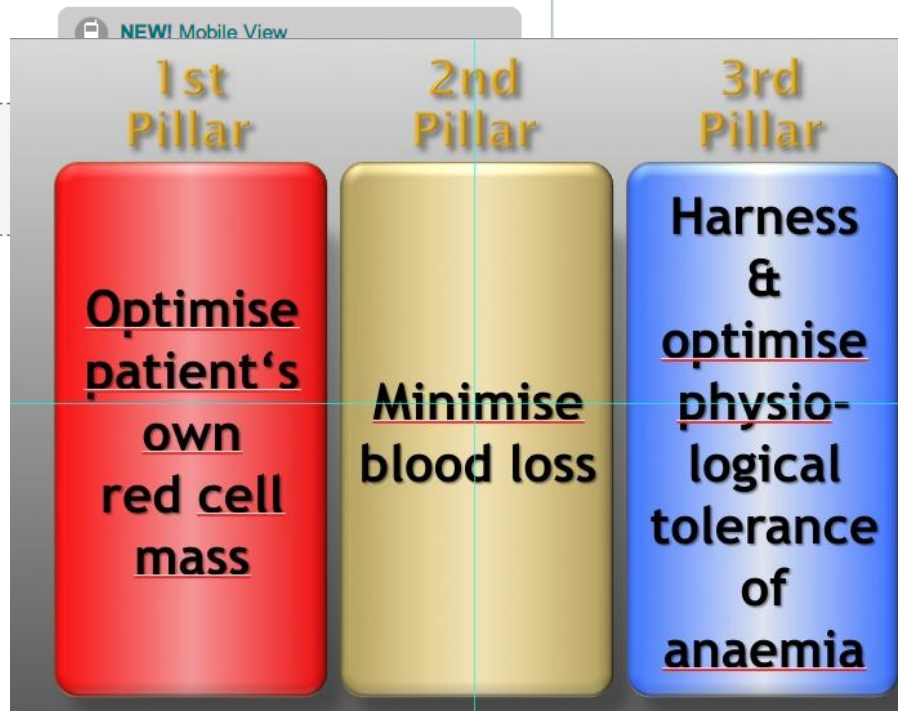 NEW! Mobile View
1st
Pillar
2nd
Pillar
3rd
Pillar
Optimise
patient‘s
own
red cell
mass
Minimise
blood loss
Harness
&
optimise
physio-
logical
tolerance
of
anaemia